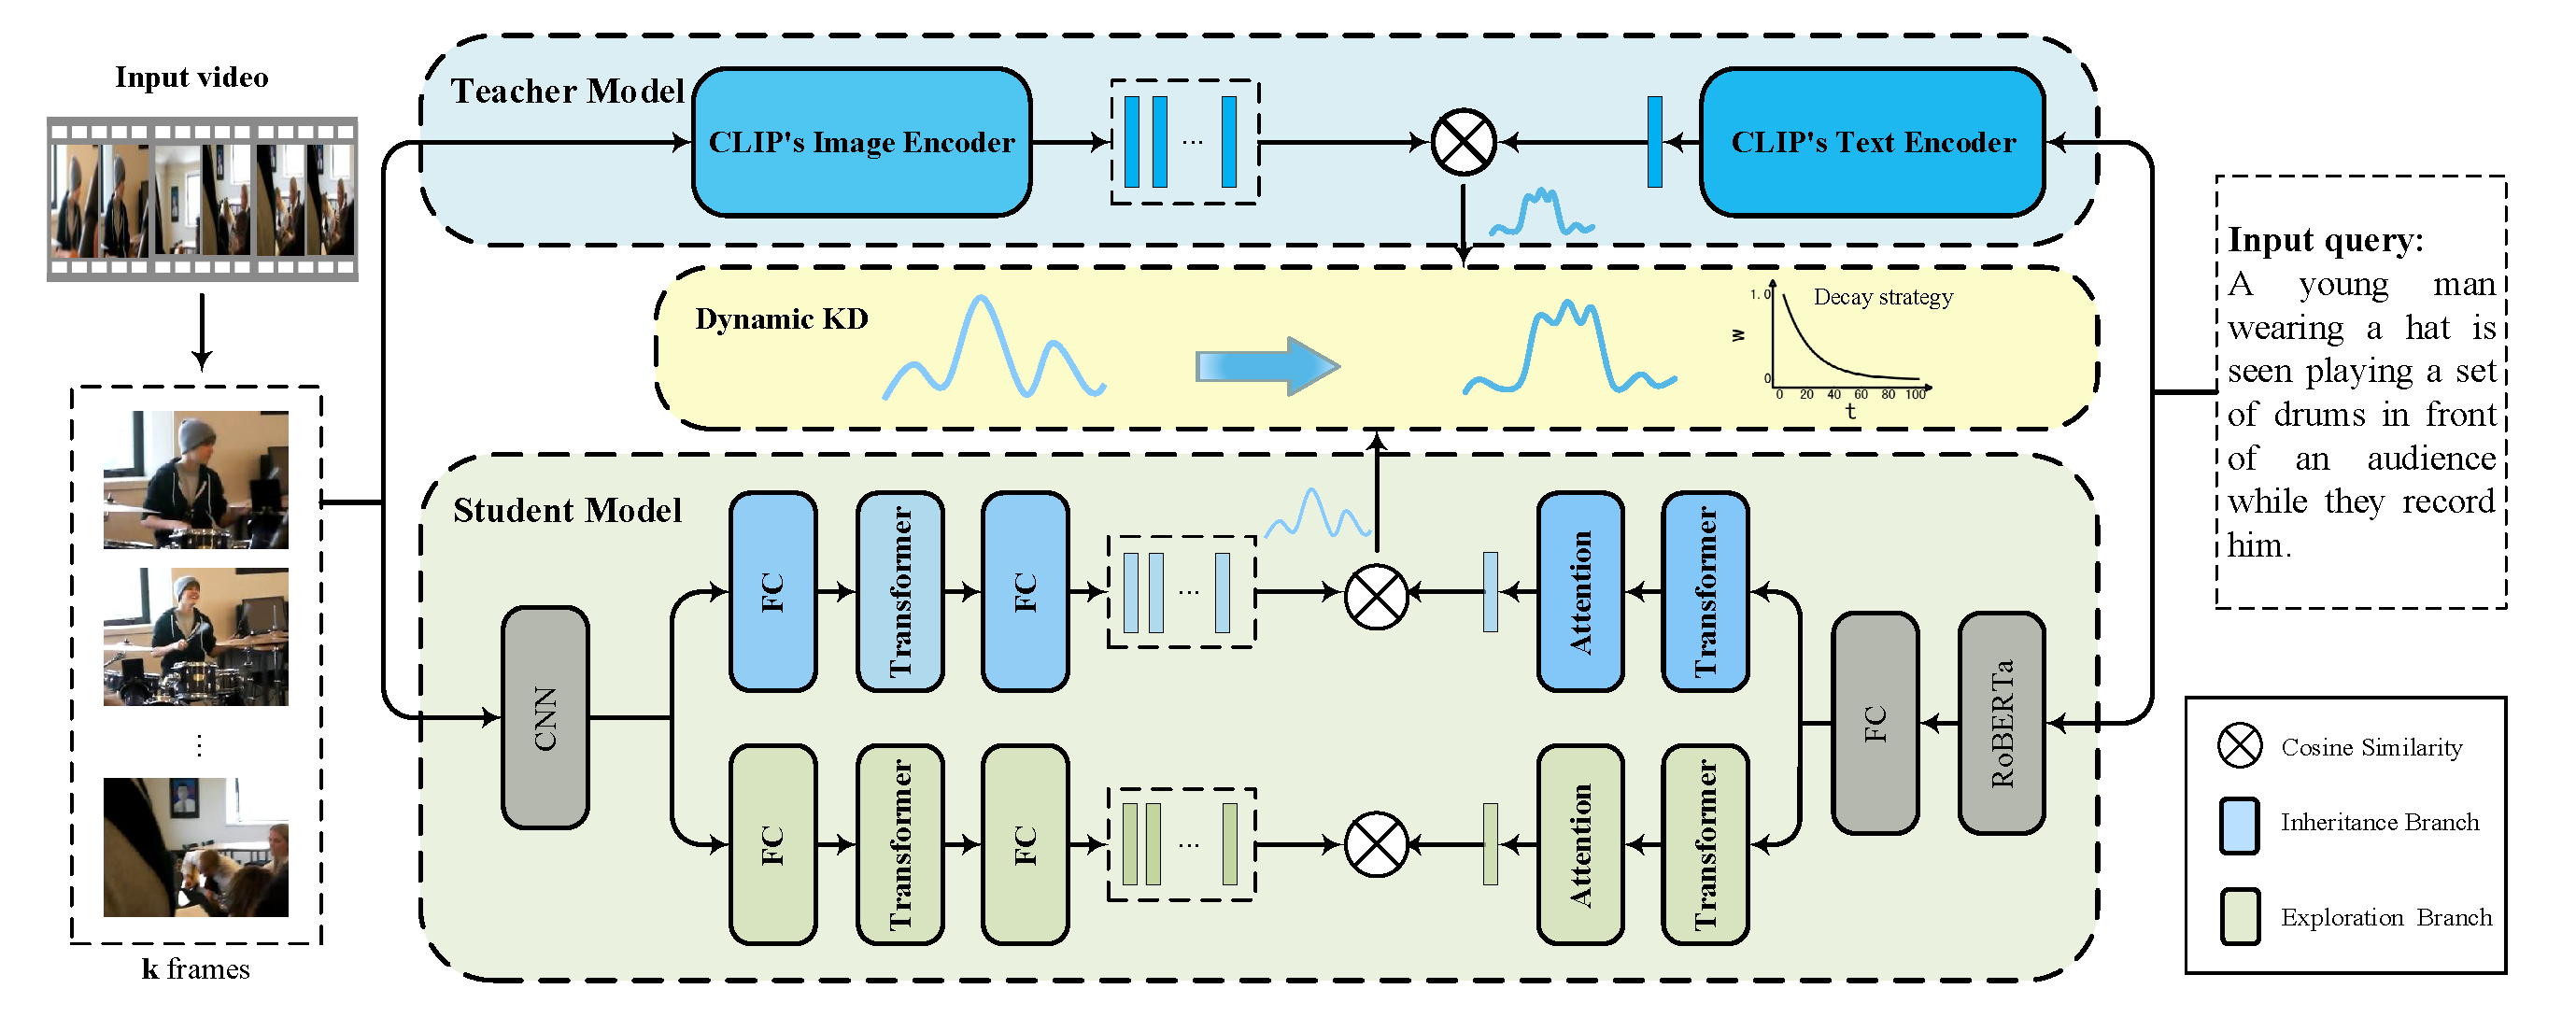 Input video
k frames
Teacher Model
CLIP's Image Encoder
...
CLIP's Text Encoder
Dynamic KD
Decay strategy
1.0
w
0
0 20 40 60 80 100
t
Student Model
CNN
FC
Transformer
FC
...
Attention
Transformer
FC
Transformer
FC
...
Attention
Transformer
FC
RoBERTa
Input query:
A young man
wearing a hat is
seen playing a set
of drums in front
of an audience
while they record
him.
Cosine Similarity
Inheritance Branch
Exploration Branch